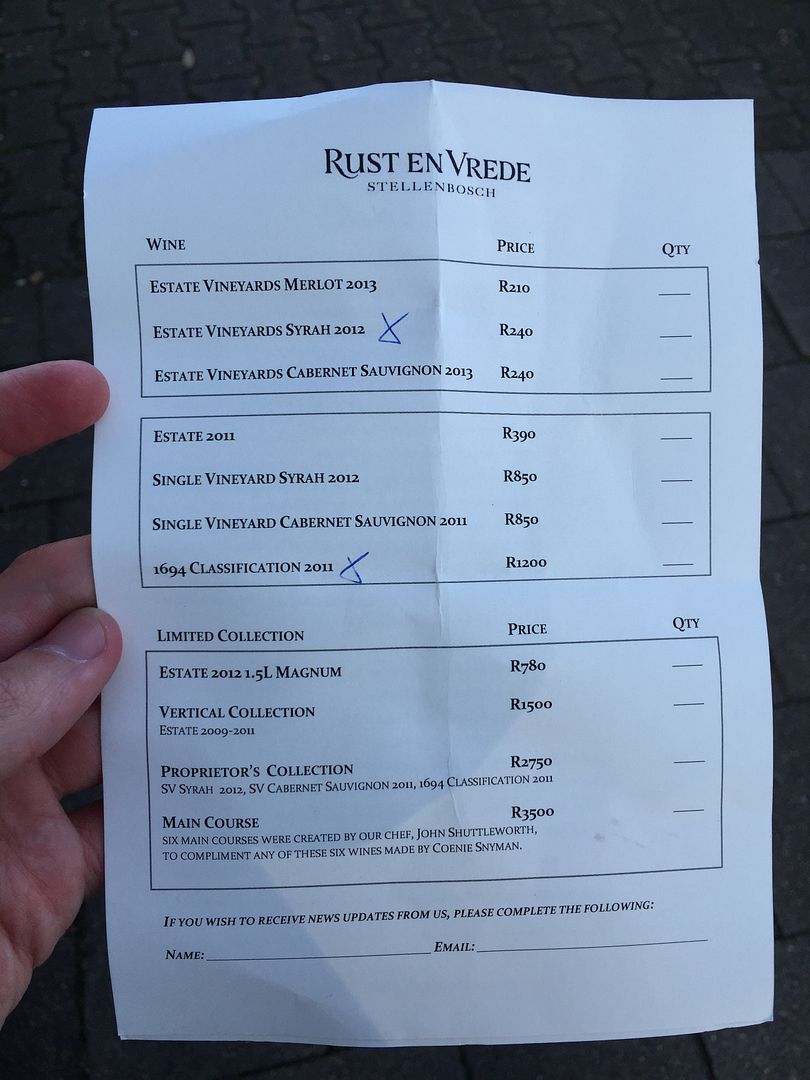 RUST EN VREDE
STELLENBOSCH
WINE PRICE QTY
ESTATE VINEYARDS MERLOT 2013 R210
ESTATE VINEYARDS SYRAH 2012 X R240
ESTATE VINEYARDS CABERNET SAUVIGNON 2013 R240
ESTATE 2011 R390
SINGLE VINEYARD SYRAH 2012 R850
SINGLE VINEYARD CABERNET SAUVIGNON 2011 R850
1694 CLASSIFICATION 2011 X R1200
LIMITED COLLECTION PRICE QTY
ESTATE 2012 1.5L MAGNUM R780
VERTICAL COLLECTION R1500
ESTATE 2009-2011
PROPRIETOR'S COLLECTION R2750
SV SYRAH 2012, SV CABERNET SAUVIGNON 2011, 1694 CLASSIFICATION 2011
MAIN COURSE R3500
SIX MAIN COURSES WERE CREATED BY OUR CHEF, JOHN SHUTTLEWORTH,
TO COMPLIMENT ANY OF THESE SIX WINES MADE BY COENIE SNYMAN.
IF YOU WISH TO RECEIVE NEWS UPDATES FROM US, PLEASE COMPLETE THE FOLLOWING:
NAME: EMAIL: